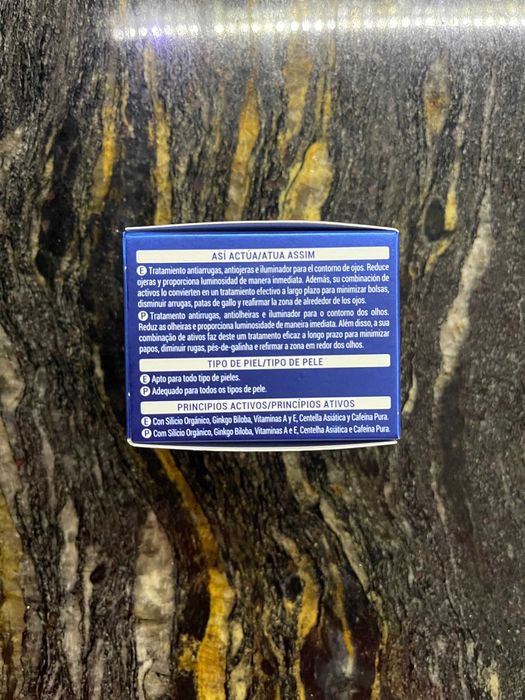 ASÍ ACTÚA/ATUA ASSIM
E Tratamiento antiarrugas, antiojeras e iluminador para el contorno de ojos. Reduce
ojeras y proporciona luminosidad de manera inmediata. Además, su combinación de
activos lo convierten en un tratamiento efectivo a largo plazo para minimizar bolsas,
disminuir arrugas, patas de gallo y reafirmar la zona de alrededor de los ojos.
P Tratamento antirrugas, antiolheiras e iluminador para o contorno dos olhos.
Reduz as olheiras e proporciona luminosidade de maneira imediata. Além disso, a sua
combinação de ativos faz deste um tratamento eficaz a longo prazo para minimizar
papos, diminuir rugas, pés-de-galinha e reafirmar a zona em redor dos olhos.
TIPO DE PIEL/TIPO DE PELE
E Apto para todo tipo de pieles.
P Adequado para todos os tipos de pele.
PRINCIPIOS ACTIVOS/PRINCÍPIOS ATIVOS
E Con Silicio Orgánico, Ginkgo Biloba, Vitaminas A y E, Centella Asiática y Cafeína Pura.
P Com Silício Orgânico, Ginkgo Biloba, Vitaminas A e E, Centelha Asiática e Cafeína Pura.